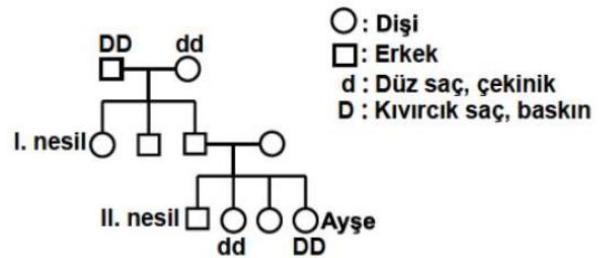 DD dd
I. nesil
II. nesil Ayşe
dd DD
: Dişi
: Erkek
d : Düz saç, çekinik
D : Kıvırcık saç, baskın